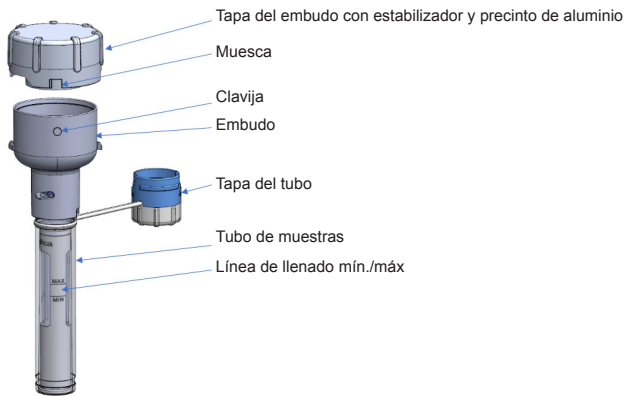 Tapa del embudo con estabilizador y precinto de aluminio
Muesca
Clavija
Embudo
Tapa del tubo
Tubo de muestras
Línea de llenado mín./máx
MAX
MIN